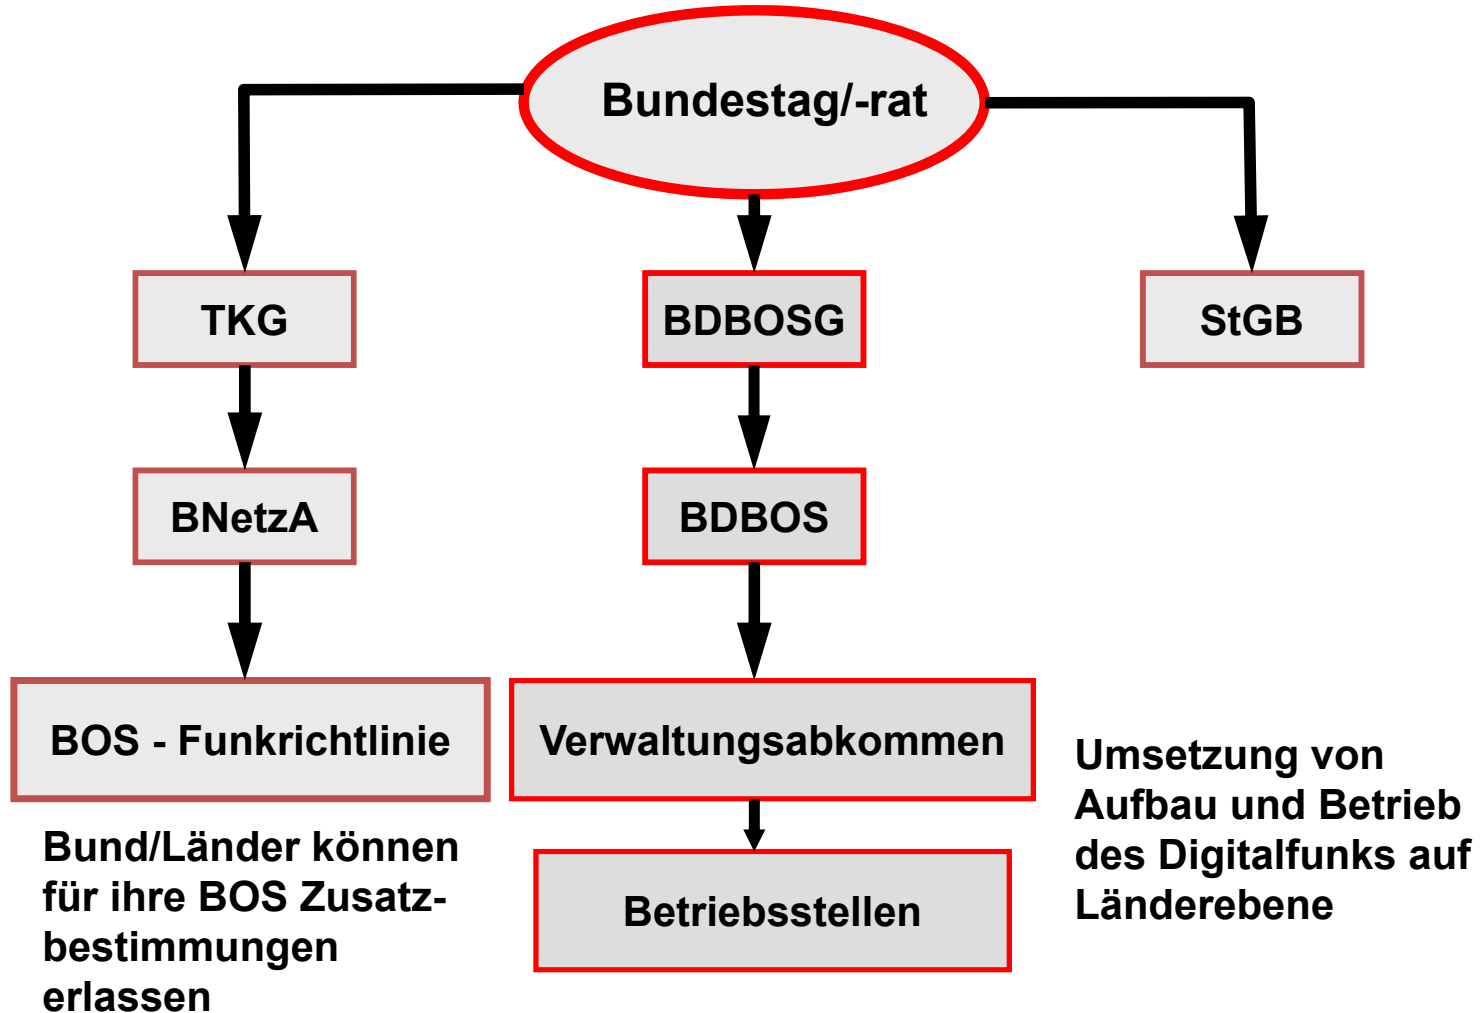 Bundestag/-rat
TKG
BDBOSG
StGB
BNetzA
BDBOS
BOS - Funkrichtlinie
Verwaltungsabkommen
Umsetzung von
Aufbau und Betrieb
des Digitalfunks auf
Länderebene
Bund/Länder können
für ihre BOS Zusatz-
bestimmungen
erlassen
Betriebsstellen